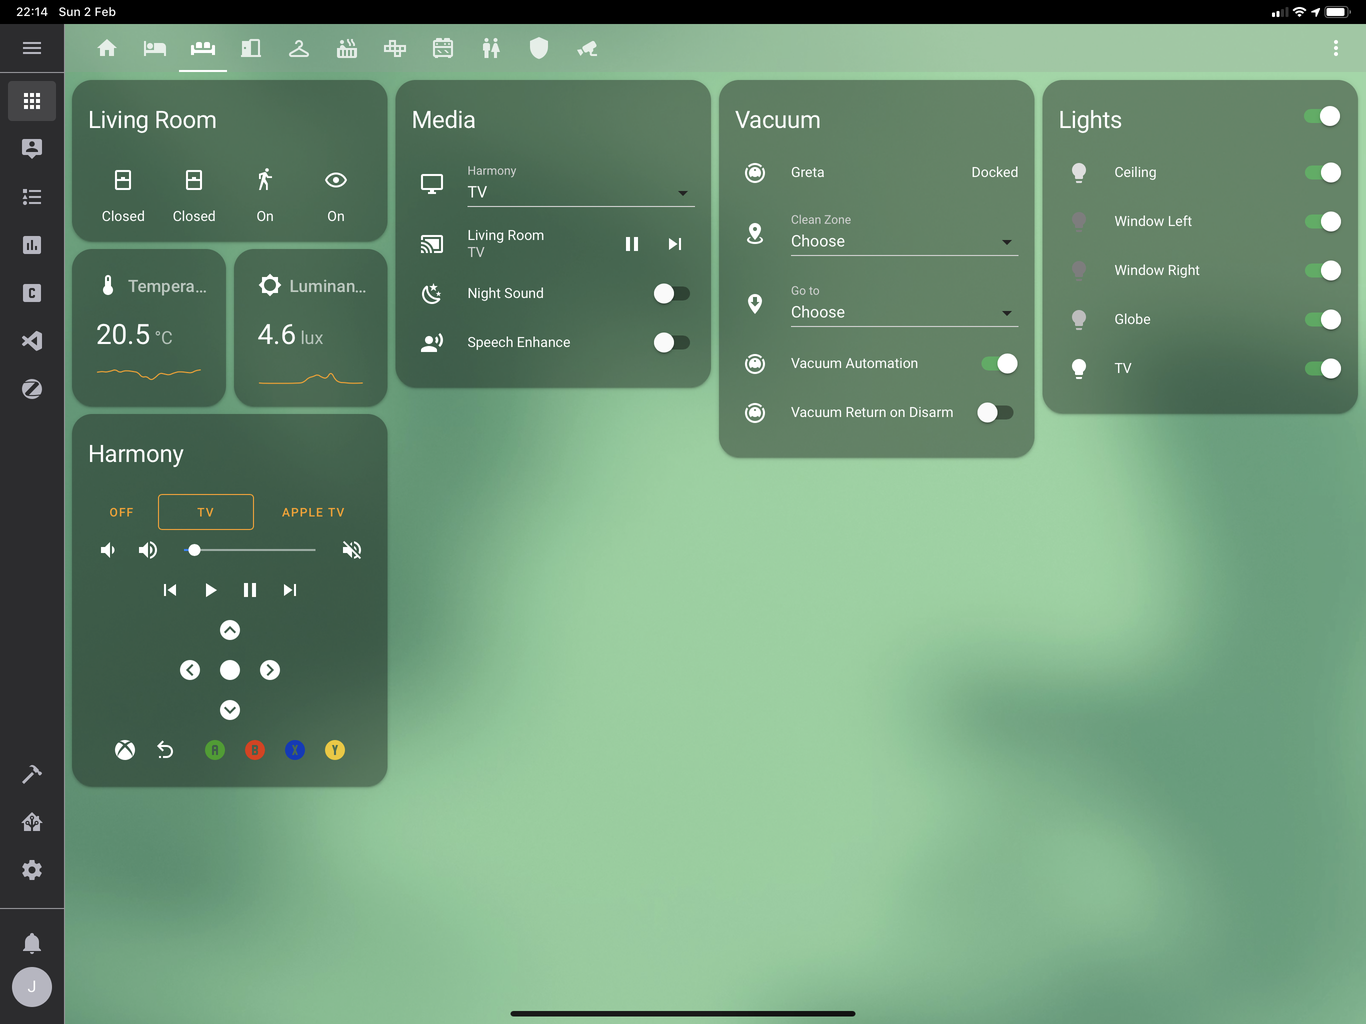 22:14 Sun 2 Feb
Living Room
Closed Closed On On
Tempera...
20.5 °C
Luminan...
4.6 lux
Harmony
OFF TV APPLE TV
A B X Y
Media
Harmony
TV
Living Room
TV
Night Sound
Speech Enhance
Vacuum
Greta Docked
Clean Zone
Choose
Go to
Choose
Vacuum Automation
Vacuum Return on Disarm
Lights
Ceiling
Window Left
Window Right
Globe
TV
C
J